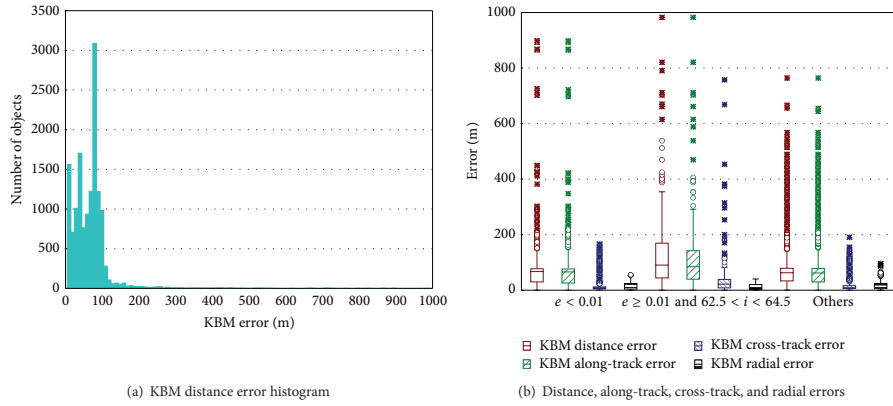 3500
3000
2500
2000
1500
1000
500
0
Number of objects
0 100 200 300 400 500 600 700 800 900 1000
KBM error (m)
(a) KBM distance error histogram
1000
800
600
400
200
0
Error (m)
e < 0.01 e ≥ 0.01 and 62.5 < i < 64.5 Others
KBM distance error KBM cross-track error
KBM along-track error KBM radial error
(b) Distance, along-track, cross-track, and radial errors